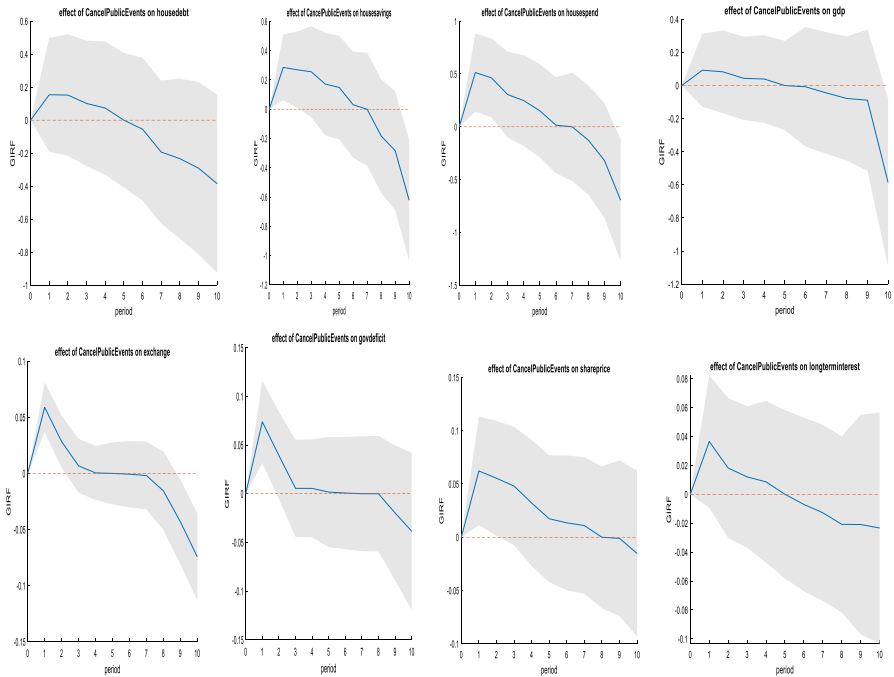 effect of CancelPublicEvents on housedebt
0.6
0.4
0.2
0
-0.2
-0.4
-0.6
-0.8
-1
GIRF
0 1 2 3 4 5 6 7 8 9 10
period
effect of CancelPublicEvents on housesavings
0.6
0.4
0.2
0
-0.2
-0.4
-0.6
-0.8
-1
-1.2
GIRF
0 1 2 3 4 5 6 7 8 9 10
period
effect of CancelPublicEvents on housespend
1
0.5
0
-0.5
-1
-1.5
GIRF
0 1 2 3 4 5 6 7 8 9 10
period
effect of CancelPublicEvents on gdp
0.4
0.2
0
-0.2
-0.4
-0.6
-0.8
-1
-1.2
GIRF
0 1 2 3 4 5 6 7 8 9 10
period
effect of CancelPublicEvents on exchange
0.1
0.05
0
-0.05
-0.1
-0.15
GIRF
0 1 2 3 4 5 6 7 8 9 10
period
effect of CancelPublicEvents on govdeficit
0.15
0.1
0.05
0
-0.05
-0.1
-0.15
GIRF
0 1 2 3 4 5 6 7 8 9 10
period
effect of CancelPublicEvents on shareprice
0.15
0.1
0.05
0
-0.05
-0.1
GIRF
0 1 2 3 4 5 6 7 8 9 10
period
effect of CancelPublicEvents on longterminterest
0.08
0.06
0.04
0.02
0
-0.02
-0.04
-0.06
-0.08
-0.1
GIRF
0 1 2 3 4 5 6 7 8 9 10
period